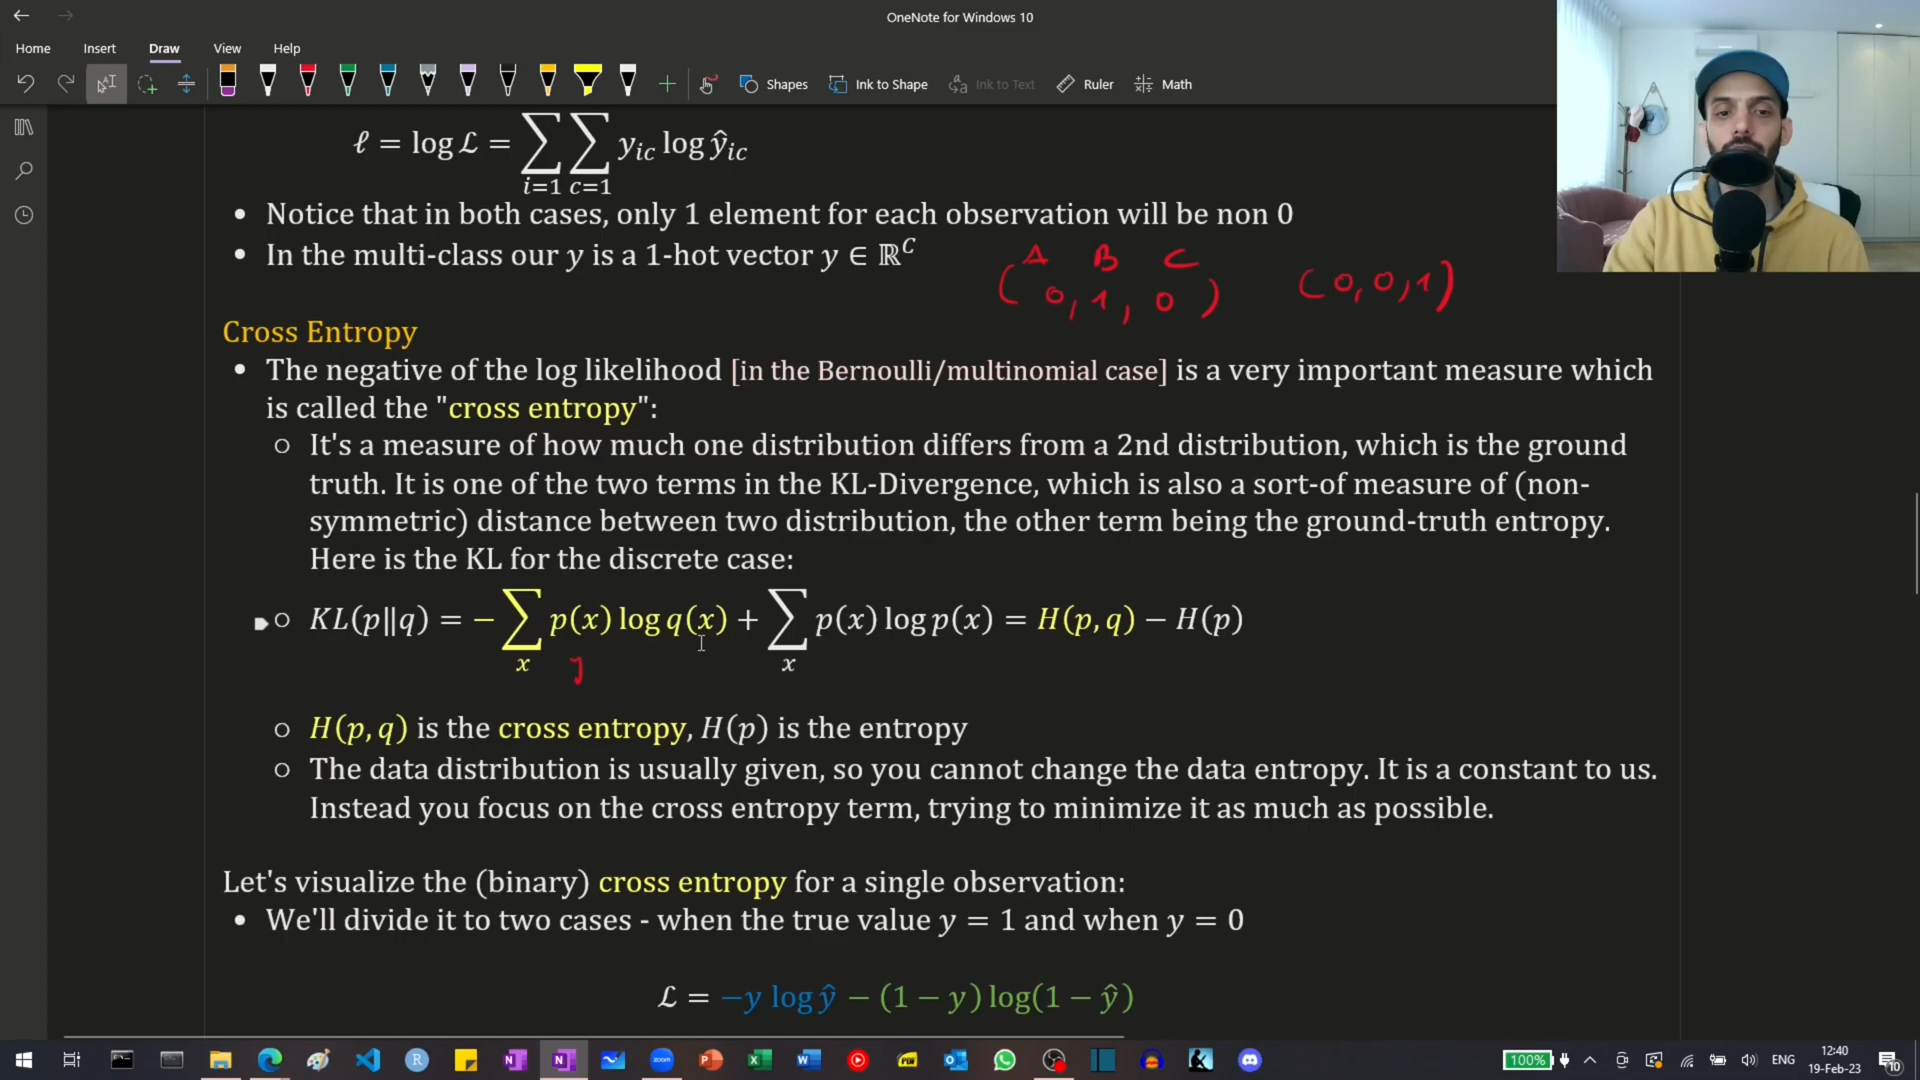 OneNote for Windows 10
Home Insert Draw View Help
Shapes Ink to Shape Ink to Text Ruler Math
ℓ = log ℒ = ∑ ∑ y_ic log ŷ_ic
i=1 c=1
• Notice that in both cases, only 1 element for each observation will be non 0
• In the multi-class our y is a 1-hot vector y ∈ ℝ^C
A B C
(0, 1, 0) (0,0,1)
Cross Entropy
• The negative of the log likelihood [in the Bernoulli/multinomial case] is a very important measure which
is called the "cross entropy":
○ It's a measure of how much one distribution differs from a 2nd distribution, which is the ground
truth. It is one of the two terms in the KL-Divergence, which is also a sort-of measure of (non-
symmetric) distance between two distribution, the other term being the ground-truth entropy.
Here is the KL for the discrete case:
○ KL(p‖q) = − ∑ p(x) log q(x) + ∑ p(x) log p(x) = H(p, q) − H(p)
x x
○ H(p, q) is the cross entropy, H(p) is the entropy
○ The data distribution is usually given, so you cannot change the data entropy. It is a constant to us.
Instead you focus on the cross entropy term, trying to minimize it as much as possible.
Let's visualize the (binary) cross entropy for a single observation:
• We'll divide it to two cases - when the true value y = 1 and when y = 0
ℒ = −y log ŷ − (1 − y) log(1 − ŷ)
100% ENG 12:40
19-Feb-23